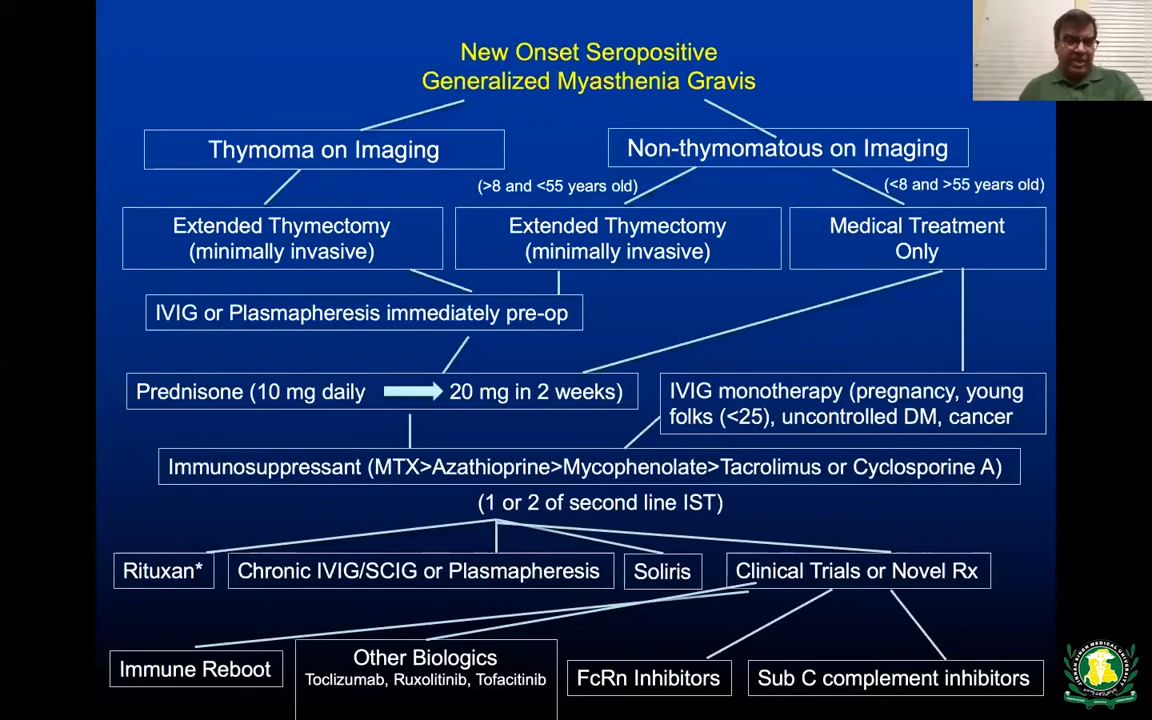 New Onset Seropositive
Generalized Myasthenia Gravis
Thymoma on Imaging
Non-thymomatous on Imaging
(>8 and <55 years old)
(<8 and >55 years old)
Extended Thymectomy
(minimally invasive)
Extended Thymectomy
(minimally invasive)
Medical Treatment
Only
IVIG or Plasmapheresis immediately pre-op
Prednisone (10 mg daily 20 mg in 2 weeks)
IVIG monotherapy (pregnancy, young
folks (<25), uncontrolled DM, cancer
Immunosuppressant (MTX>Azathioprine>Mycophenolate>Tacrolimus or Cyclosporine A)
(1 or 2 of second line IST)
Rituxan*
Chronic IVIG/SCIG or Plasmapheresis
Soliris
Clinical Trials or Novel Rx
Immune Reboot
Other Biologics
Toclizumab, Ruxolitinib, Tofacitinib
FcRn Inhibitors
Sub C complement inhibitors